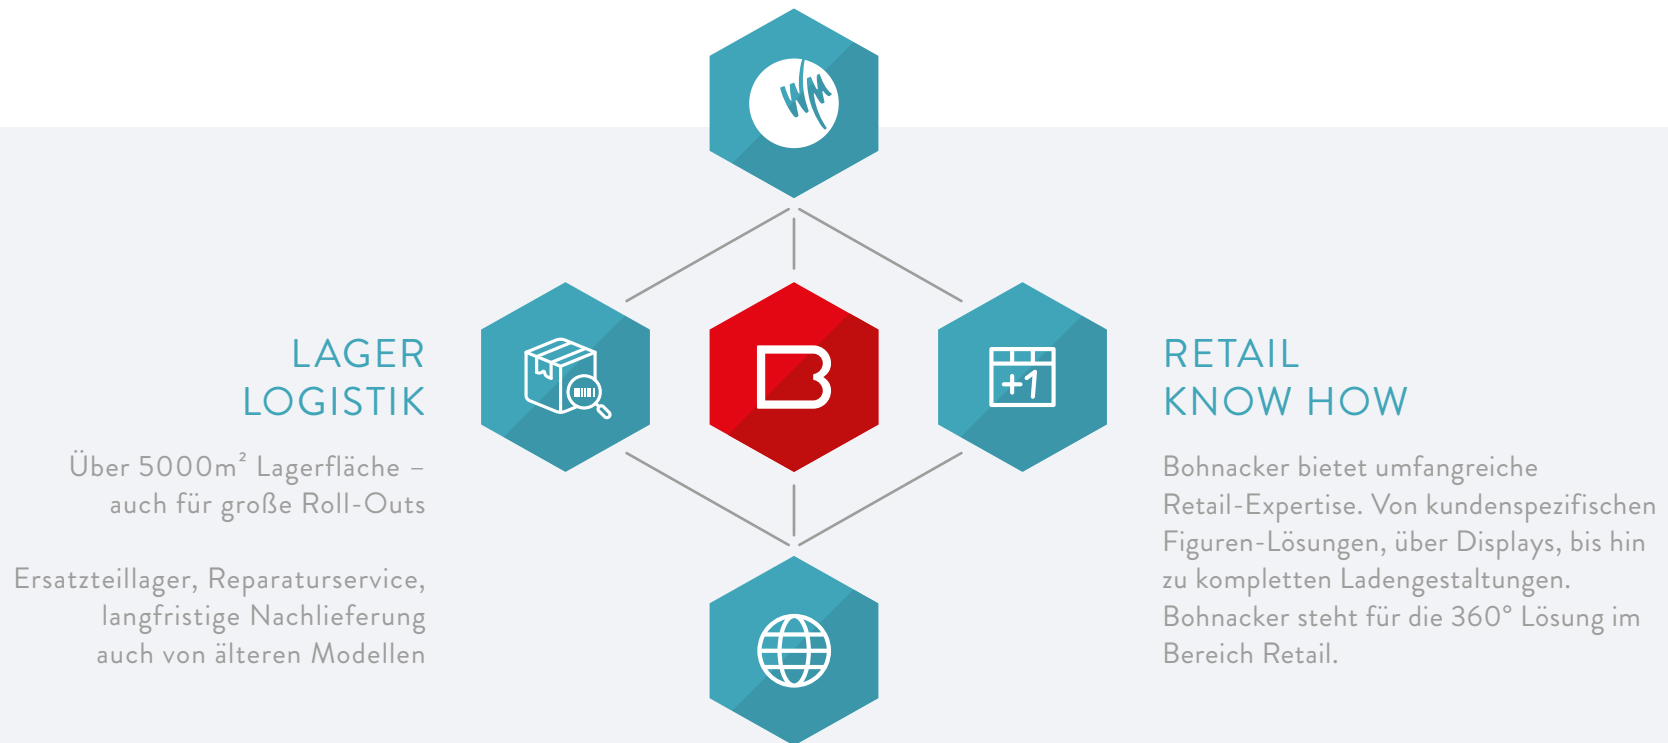 WM
LAGER
LOGISTIK
Über 5000m² Lagerfläche –
auch für große Roll-Outs
Ersatzteillager, Reparaturservice,
langfristige Nachlieferung
auch von älteren Modellen
B
+1
RETAIL
KNOW HOW
Bohnacker bietet umfangreiche
Retail-Expertise. Von kundenspezifischen
Figuren-Lösungen, über Displays, bis hin
zu kompletten Ladengestaltungen.
Bohnacker steht für die 360° Lösung im
Bereich Retail.